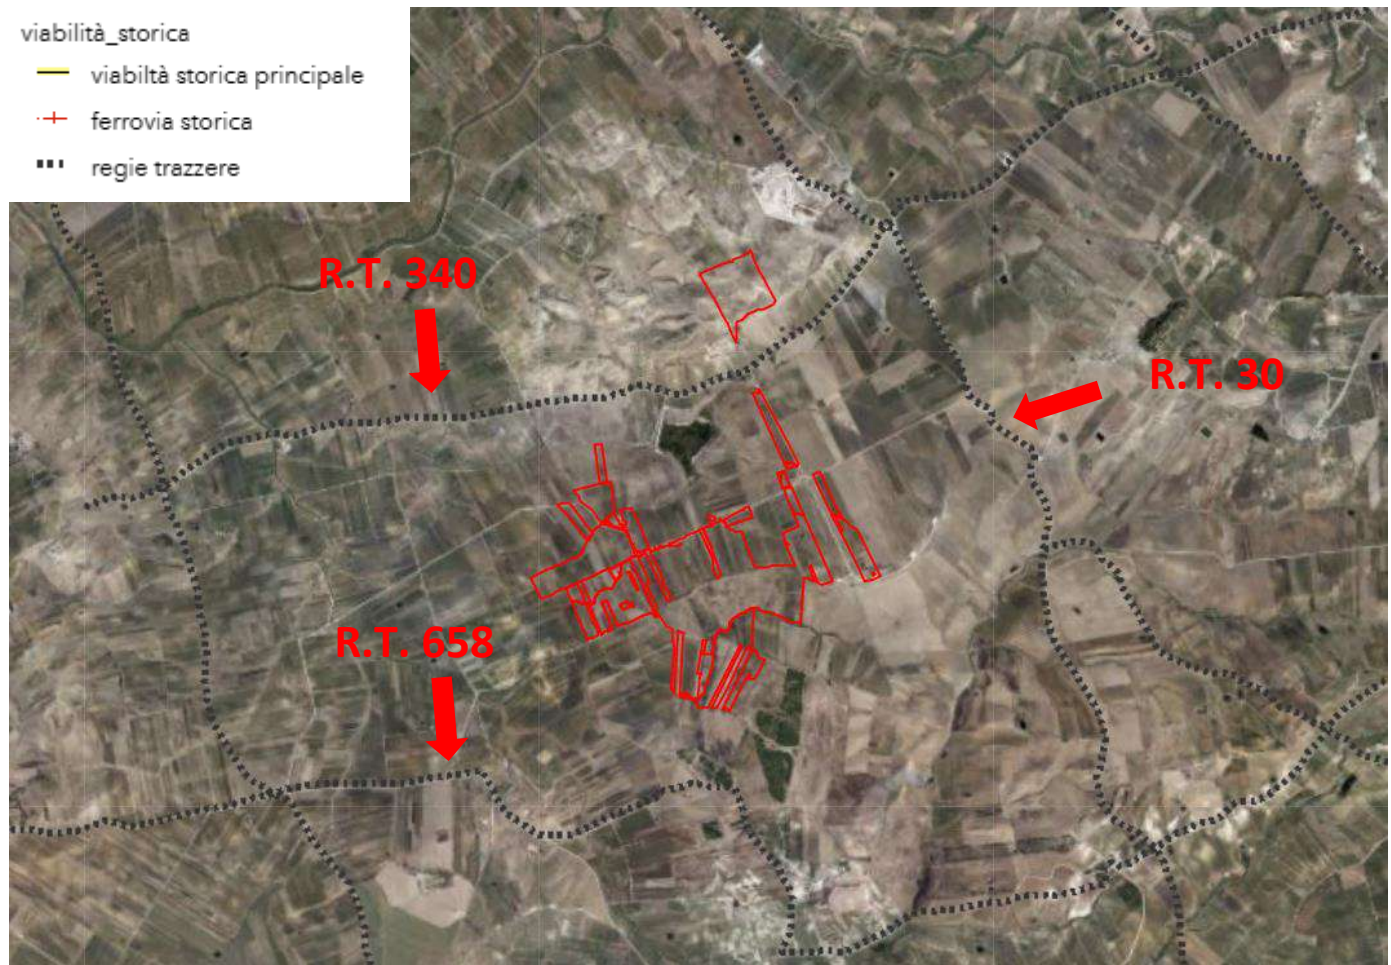 viabilità_storica
viabiltà storica principale
ferrovia storica
regie trazzere
R.T. 340
R.T. 30
R.T. 658